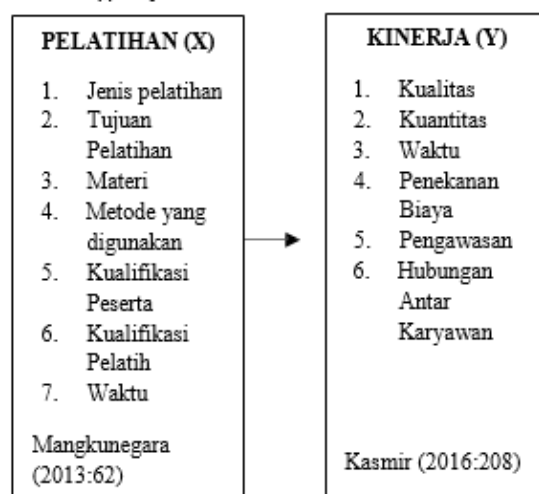 PELATIHAN (X)
1. Jenis pelatihan
2. Tujuan
Pelatihan
3. Materi
4. Metode yang
digunakan
5. Kualifikasi
Peserta
6. Kualifikasi
Pelatih
7. Waktu
Mangkunegara
(2013:62)
KINERJA (Y)
1. Kualitas
2. Kuantitas
3. Waktu
4. Penekanan
Biaya
5. Pengawasan
6. Hubungan
Antar
Karyawan
Kasmir (2016:208)